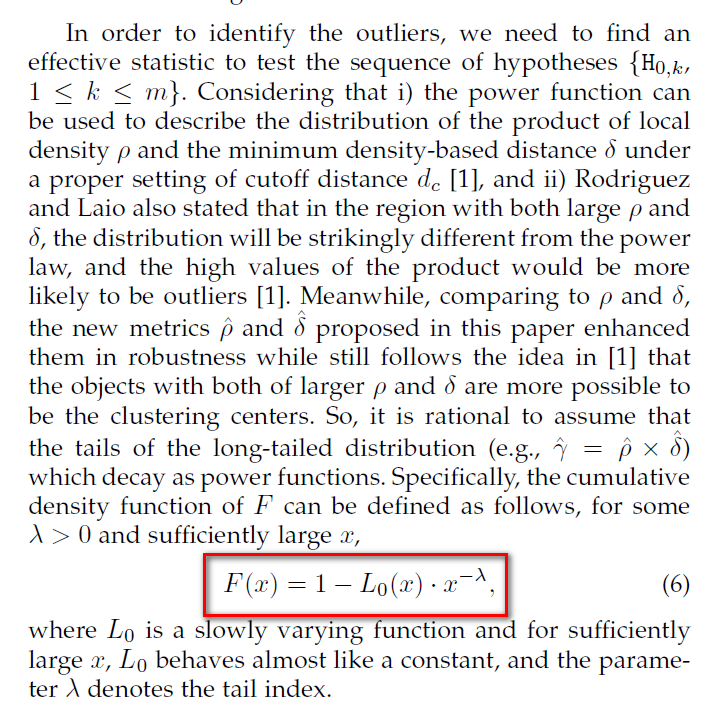 In order to identify the outliers, we need to find an
effective statistic to test the sequence of hypotheses {H₀,ₖ,
1 ≤ k ≤ m}. Considering that i) the power function can
be used to describe the distribution of the product of local
density ρ and the minimum density-based distance δ under
a proper setting of cutoff distance d_c [1], and ii) Rodriguez
and Laio also stated that in the region with both large ρ and
δ, the distribution will be strikingly different from the power
law, and the high values of the product would be more
likely to be outliers [1]. Meanwhile, comparing to ρ and δ,
the new metrics ρ̂ and δ̂ proposed in this paper enhanced
them in robustness while still follows the idea in [1] that
the objects with both of larger ρ and δ are more possible to
be the clustering centers. So, it is rational to assume that
the tails of the long-tailed distribution (e.g., γ̂ = ρ̂ × δ̂)
which decay as power functions. Specifically, the cumulative
density function of F can be defined as follows, for some
λ > 0 and sufficiently large x,
F(x) = 1 − L₀(x) · x^{−λ}, (6)
where L₀ is a slowly varying function and for sufficiently
large x, L₀ behaves almost like a constant, and the parame-
ter λ denotes the tail index.